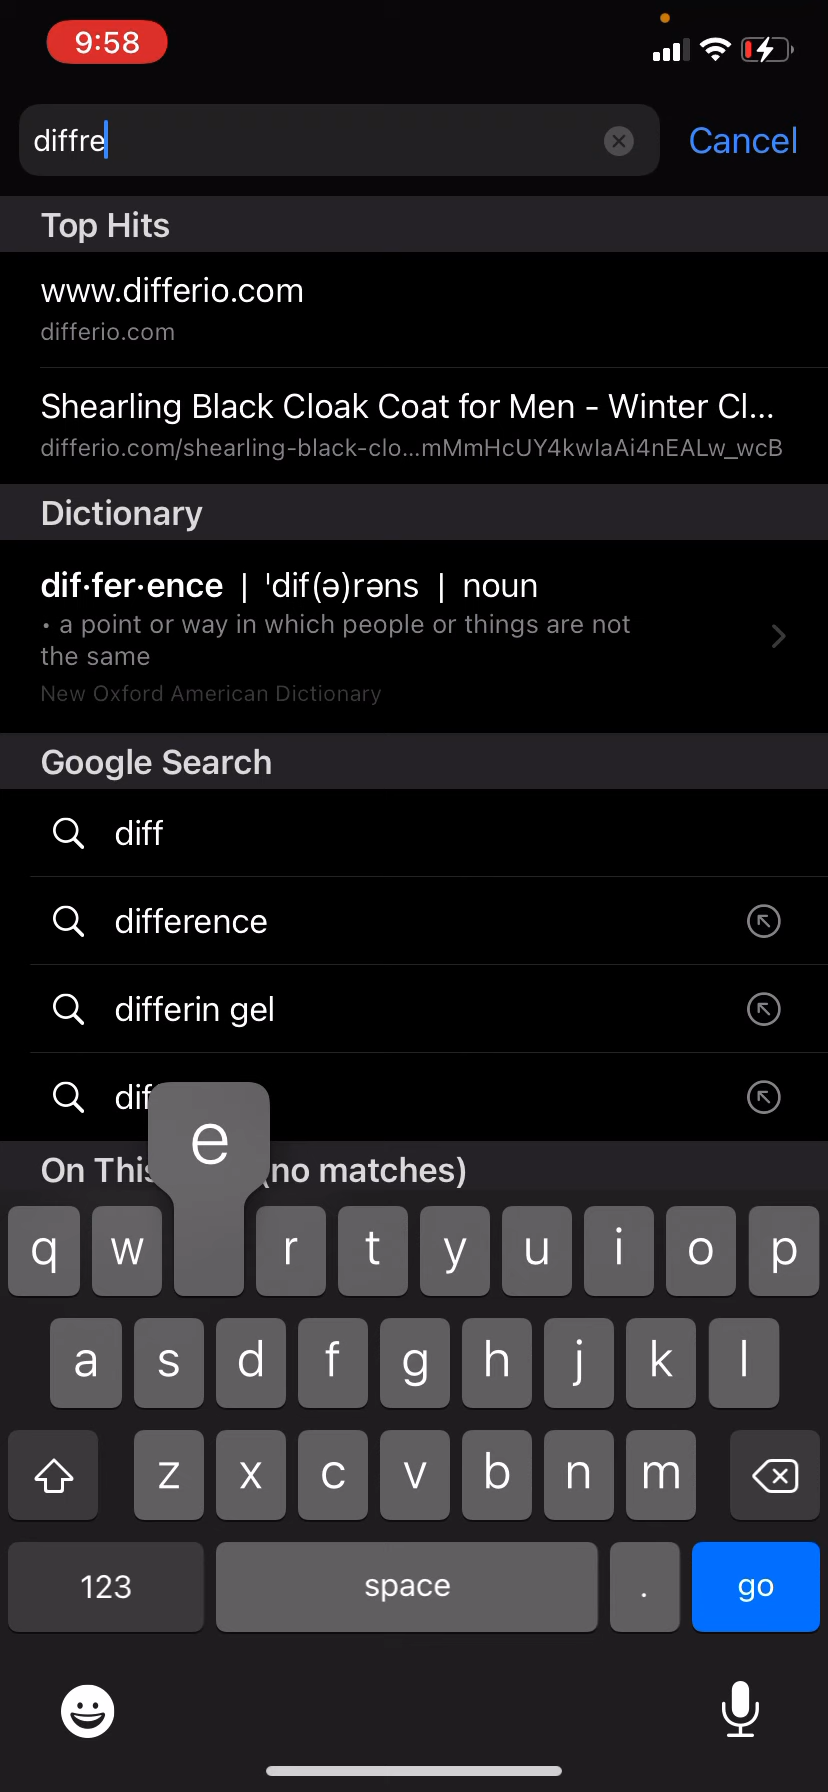 9:58
diffre
Cancel
Top Hits
www.differio.com
differio.com
Shearling Black Cloak Coat for Men - Winter Cl...
differio.com/shearling-black-clo...mMmHcUY4kwIaAi4nEALw_wcB
Dictionary
dif·fer·ence | ˈdif(ə)rəns | noun
• a point or way in which people or things are not
the same
New Oxford American Dictionary
Google Search
diff
difference
differin gel
e
On (no matches)
q w r t y u i o p
a s d f g h j k l
z x c v b n m
123 space . go